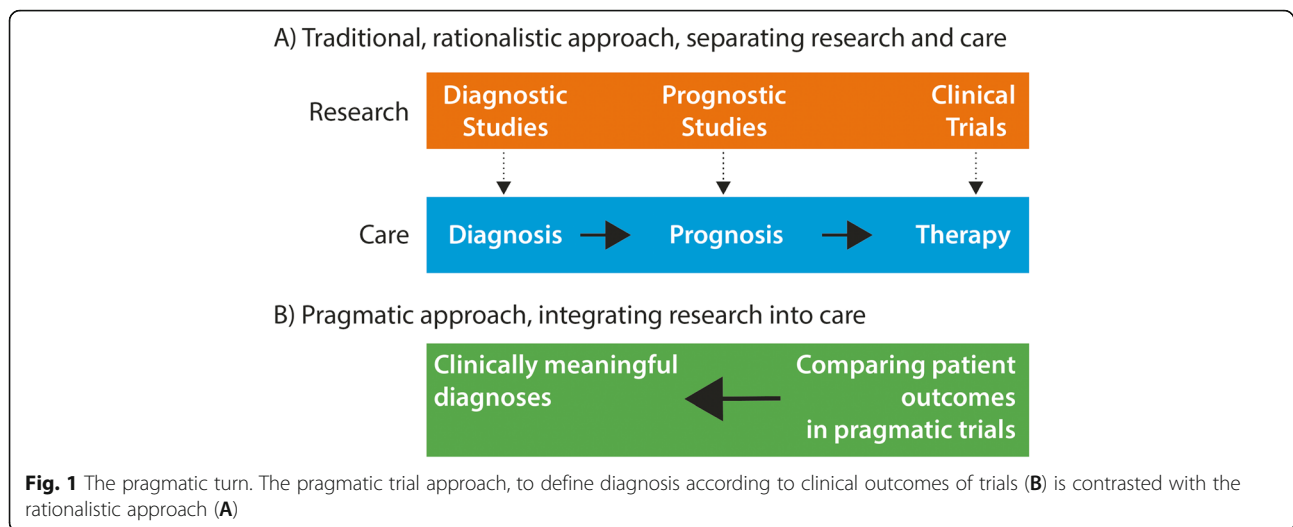 A) Traditional, rationalistic approach, separating research and care
Research
Diagnostic
Studies
Prognostic
Studies
Clinical
Trials
Care
Diagnosis
Prognosis
Therapy
B) Pragmatic approach, integrating research into care
Clinically meaningful
diagnoses
Comparing patient
outcomes
in pragmatic trials
Fig. 1 The pragmatic turn. The pragmatic trial approach, to define diagnosis according to clinical outcomes of trials (B) is contrasted with the
rationalistic approach (A)